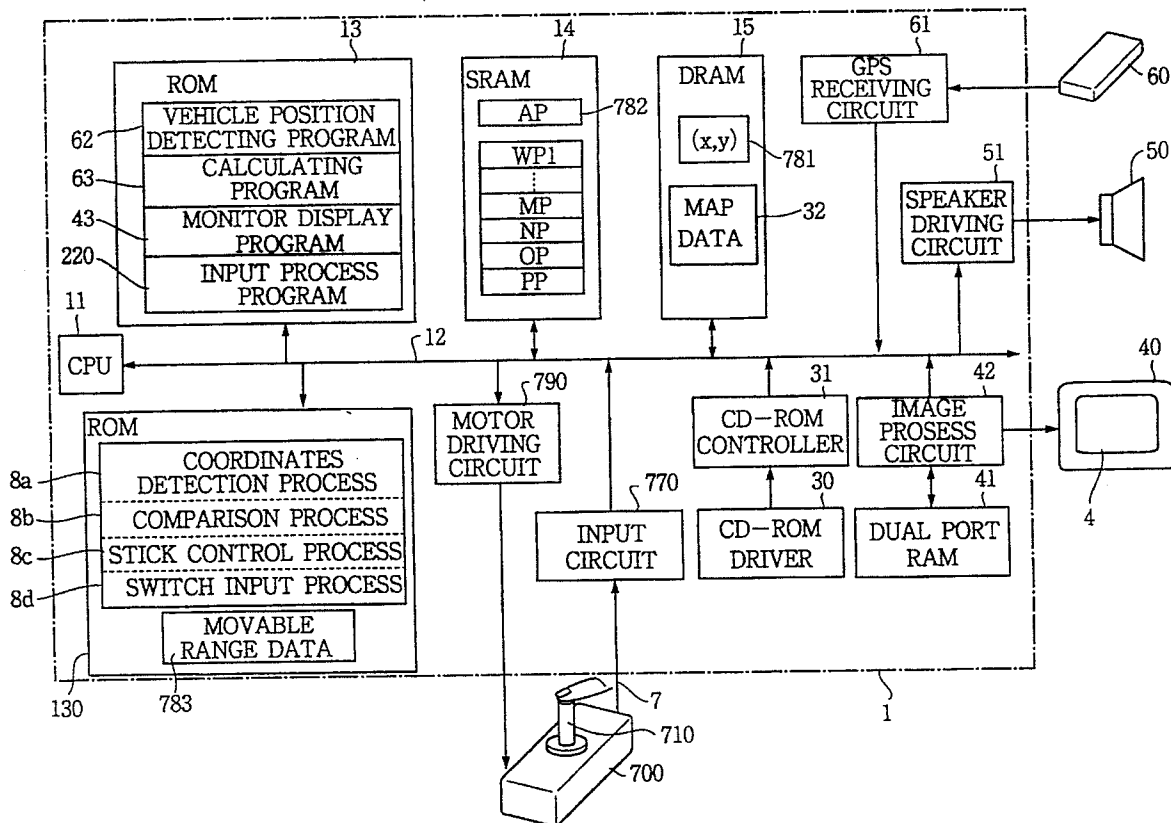 13
ROM
VEHICLE POSITION
DETECTING PROGRAM
62
CALCULATING
PROGRAM
63
MONITOR DISPLAY
PROGRAM
43
INPUT PROCESS
PROGRAM
220
14
SRAM
AP
782
WP1
MP
NP
OP
PP
15
DRAM
(x,y)
781
MAP
DATA
32
61
GPS
RECEIVING
CIRCUIT
60
51
SPEAKER
DRIVING
CIRCUIT
50
11
CPU
12
ROM
COORDINATES
DETECTION PROCESS
8a
COMPARISON PROCESS
8b
STICK CONTROL PROCESS
8c
SWITCH INPUT PROCESS
8d
MOVABLE
RANGE DATA
783
130
790
MOTOR
DRIVING
CIRCUIT
770
INPUT
CIRCUIT
31
CD-ROM
CONTROLLER
30
CD-ROM
DRIVER
42
IMAGE
PROSESS
CIRCUIT
41
DUAL PORT
RAM
40
4
7
710
700
1